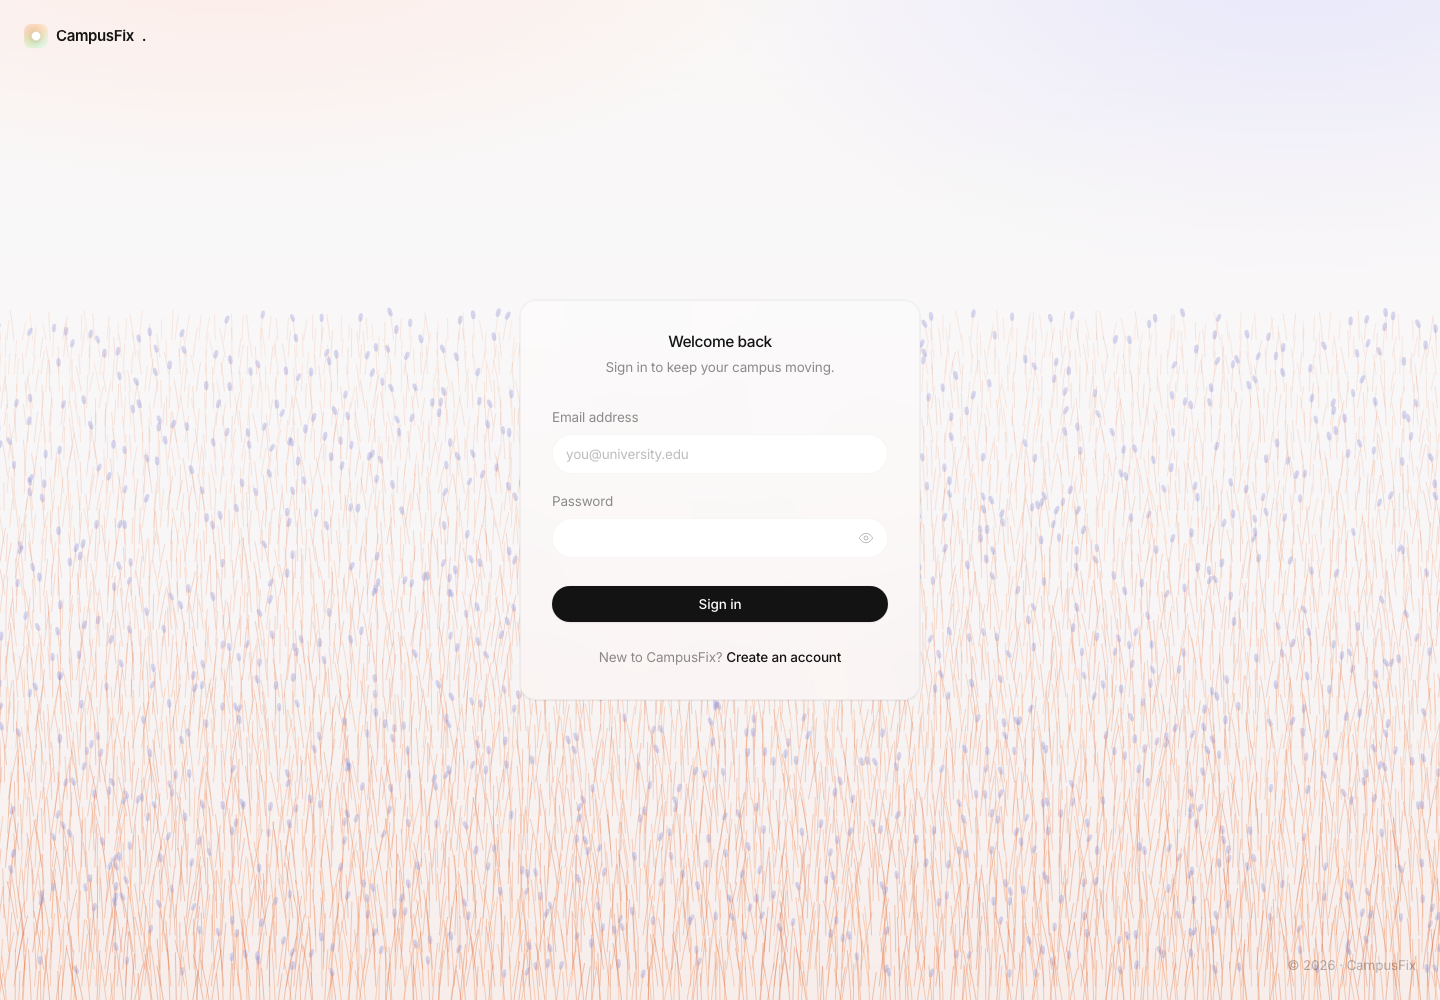 CampusFix .
Welcome back
Sign in to keep your campus moving.
Email address
you@university.edu
Password
Sign in
New to CampusFix? Create an account
© 2026 · CampusFix